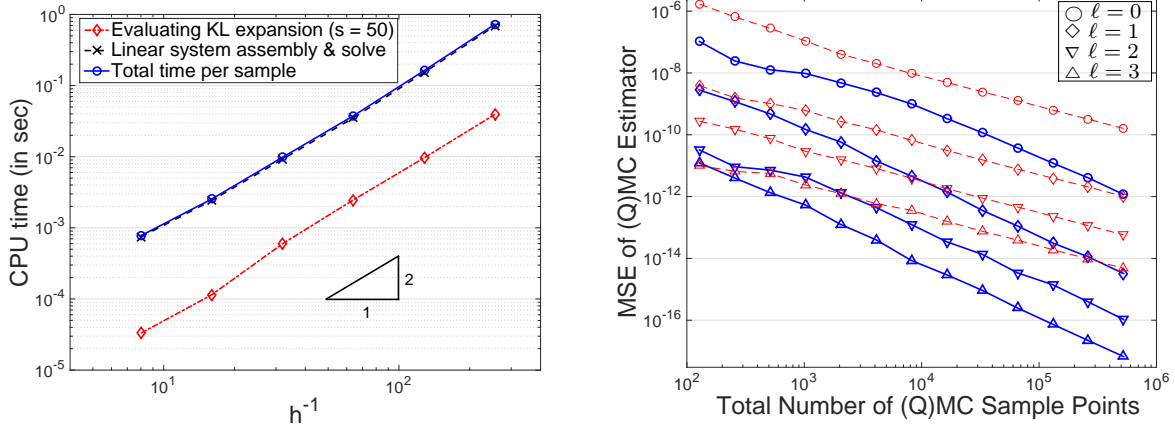 10^1
10^0
10^-1
10^-2
10^-3
10^-4
10^-5
CPU time (in sec)
Evaluating KL expansion (s = 50)
Linear system assembly & solve
Total time per sample
2
1
10^1
10^2
h^-1
10^-6
10^-8
10^-10
10^-12
10^-14
10^-16
MSE of (Q)MC Estimator
ℓ = 0
ℓ = 1
ℓ = 2
ℓ = 3
10^2
10^3
10^4
10^5
10^6
Total Number of (Q)MC Sample Points